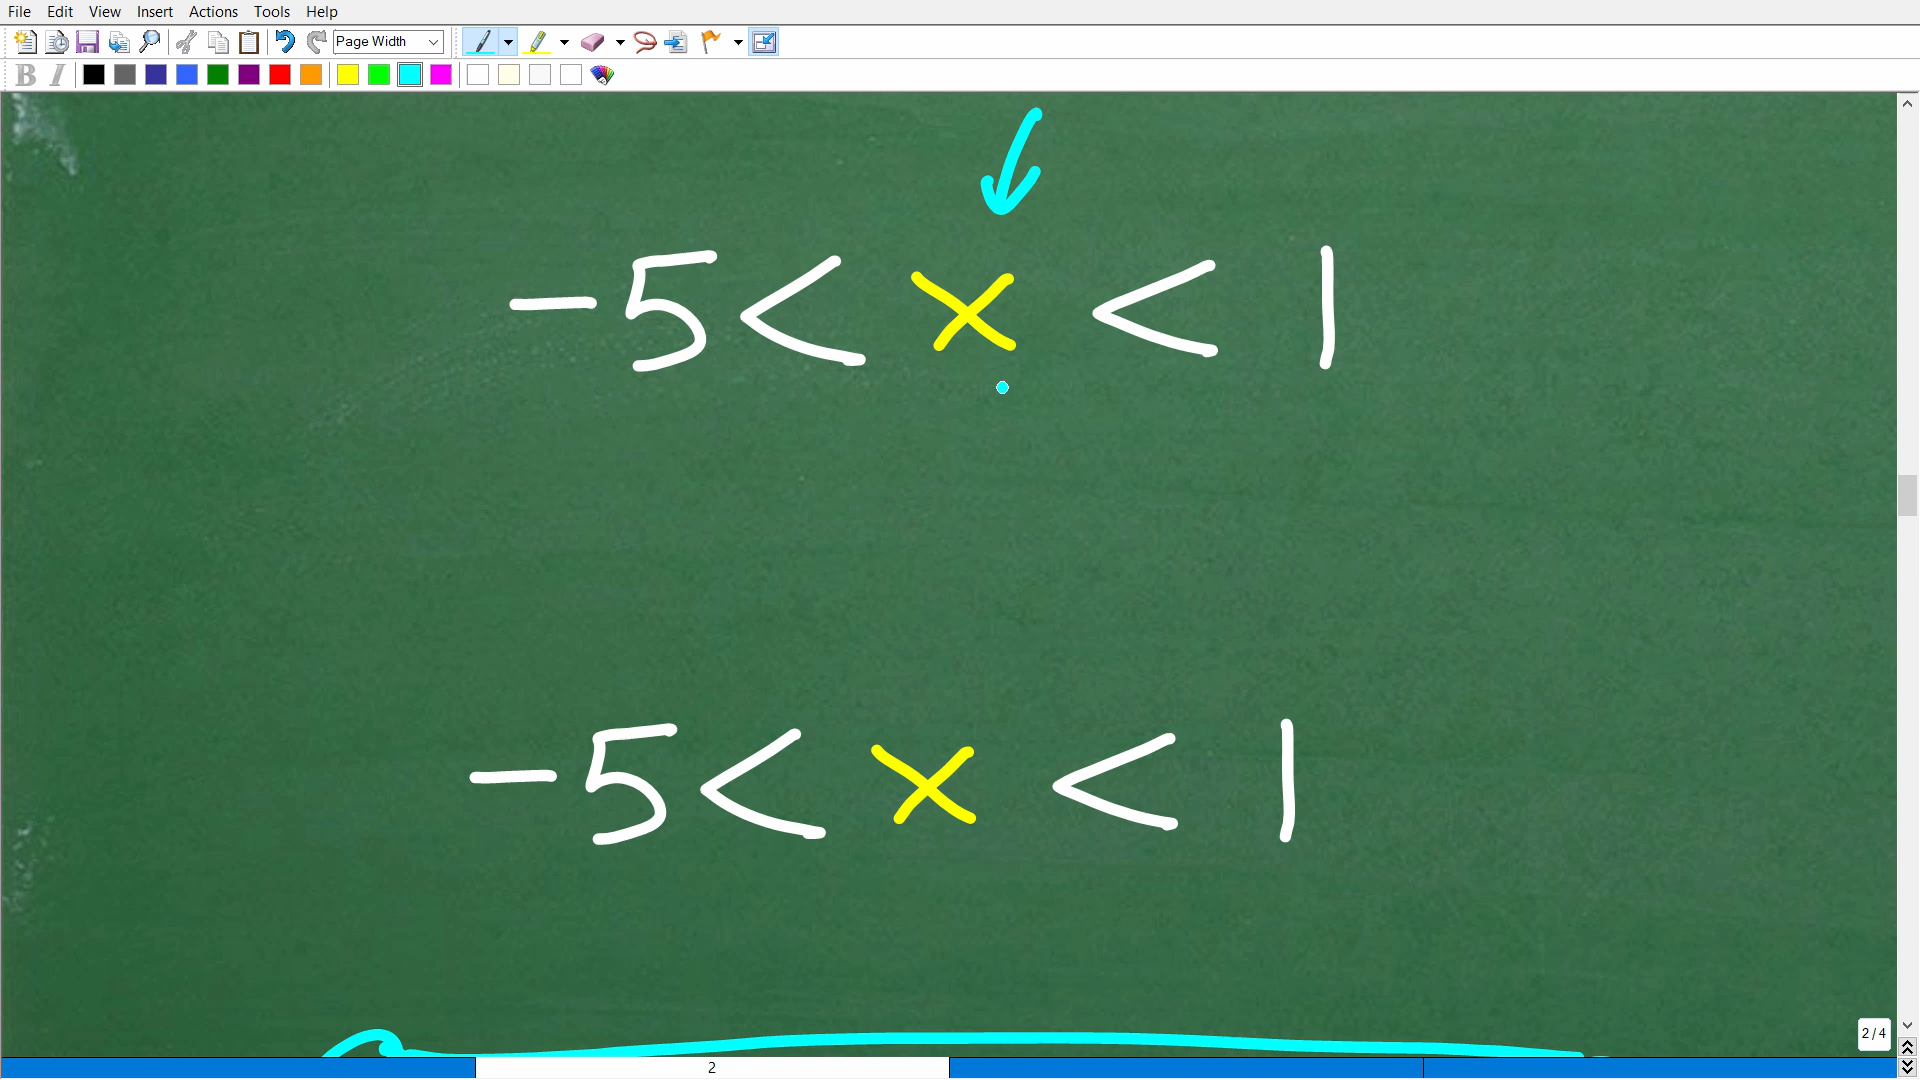 File Edit View Insert Actions Tools Help
Page Width
B I
-5 < x < 1
-5 < x < 1
2 / 4
2